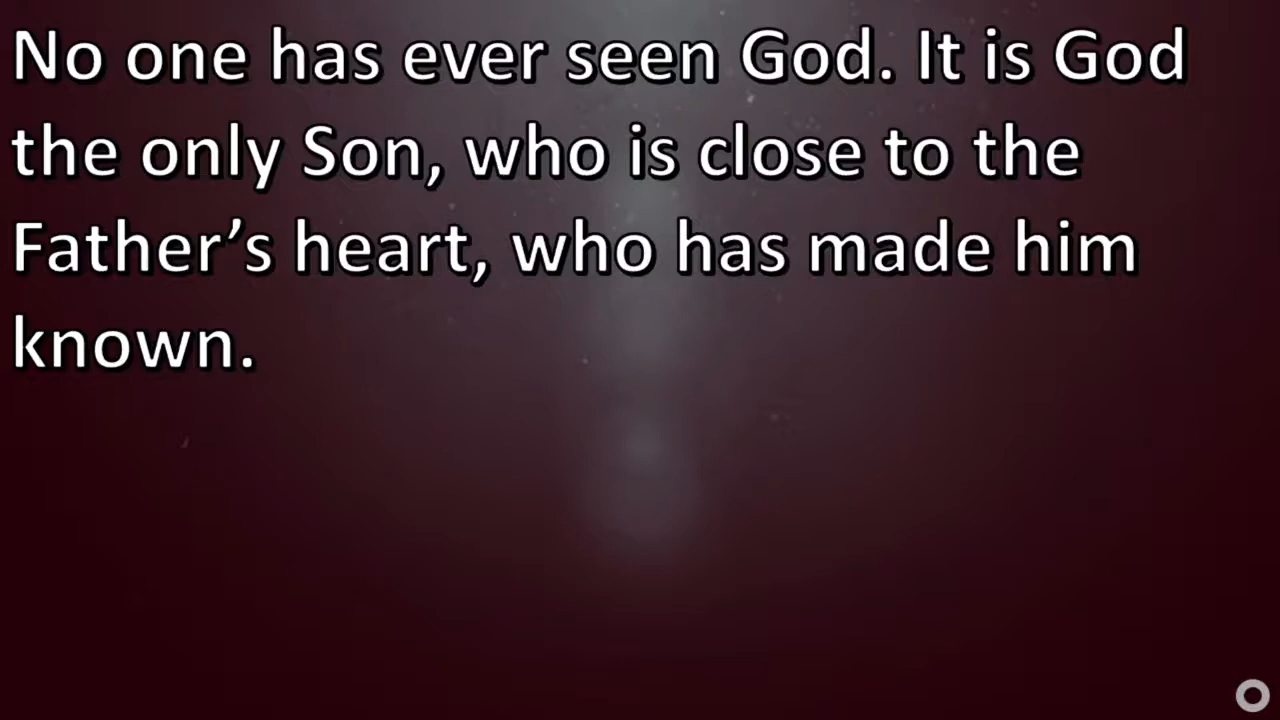 No one has ever seen God. It is God
the only Son, who is close to the
Father’s heart, who has made him
known.